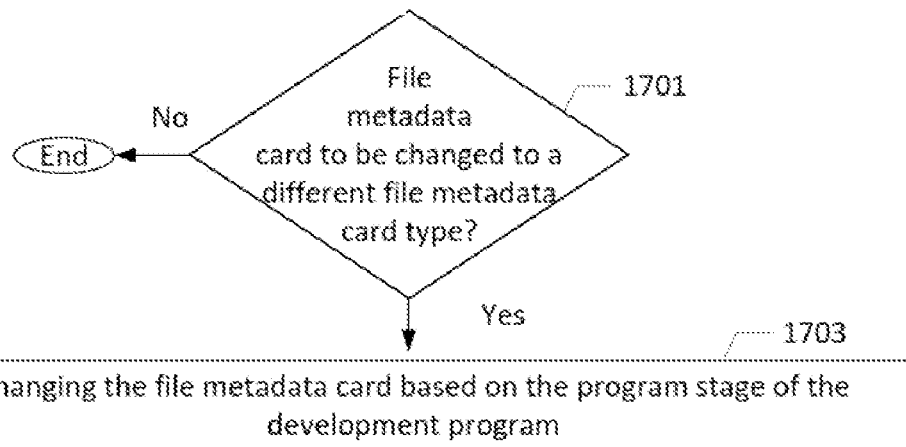 File
metadata
card to be changed to a
different file metadata
card type?
1701
No
End
Yes
1703
hanging the file metadata card based on the program stage of the
development program